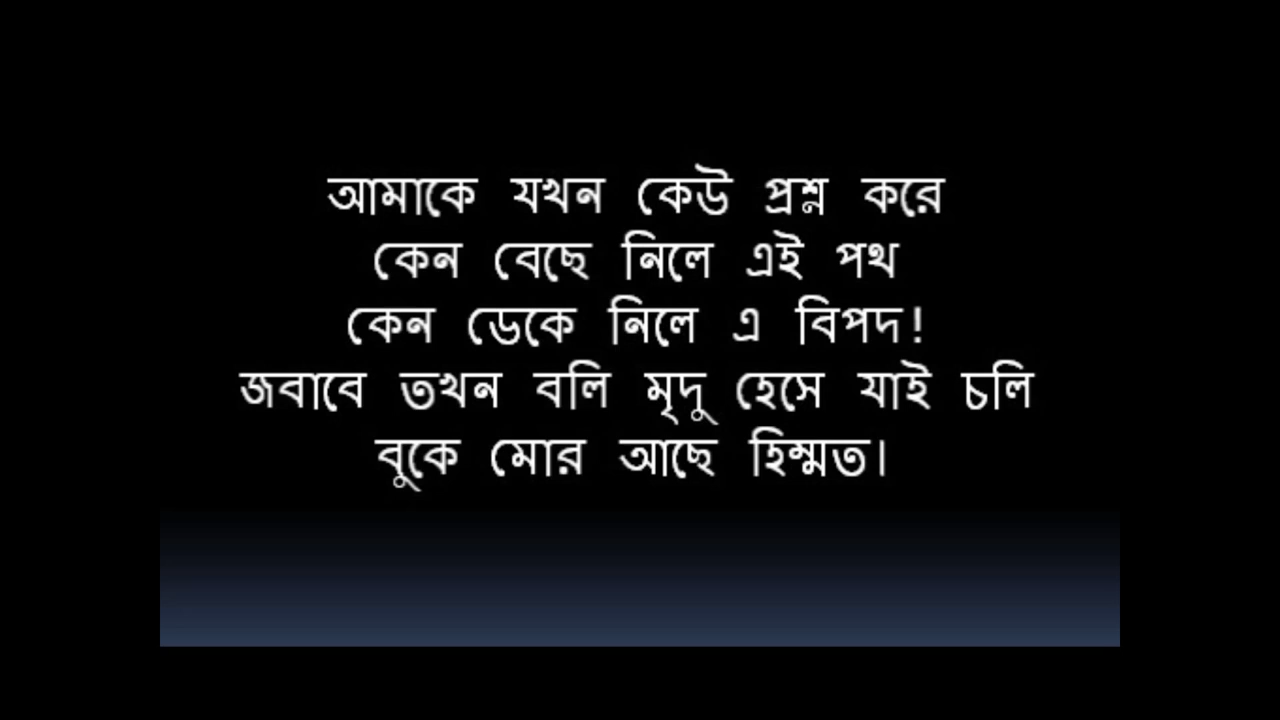 আমাকে যখন কেউ প্রশ্ন করে
কেন বেছে নিলে এই পথ
কেন ডেকে নিলে এ বিপদ!
জবাবে তখন বলি মৃদু হেসে যাই চলি
বুকে মোর আছে হিম্মত।